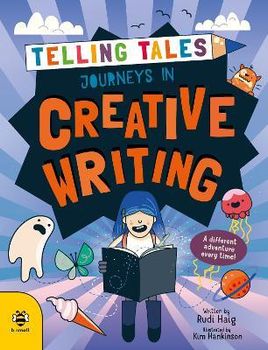 TELLING TALES
JOURNEYS IN
CREATIVE
WRITING
A different
adventure
every time!
Written by
Rudi Haig
Illustrated by
Kim Hankinson
b small